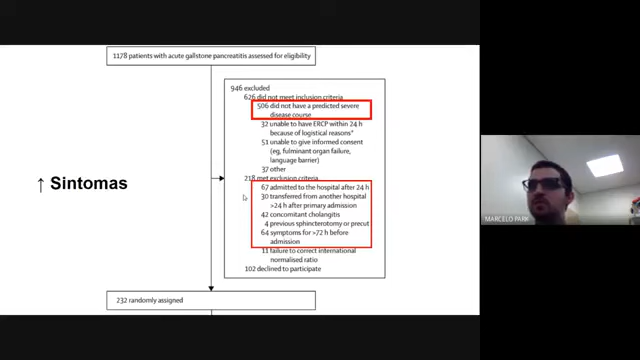 1178 patients with acute gallstone pancreatitis assessed for eligibility
946 excluded
626 did not meet inclusion criteria
506 did not have a predicted severe
disease course
32 unable to have ERCP within 24 h
because of logistical reasons*
51 unable to give informed consent
(eg, fulminant organ failure,
language barrier)
37 other
218 met exclusion criteria
67 admitted to the hospital after 24 h
30 transferred from another hospital
>24 h after primary admission
42 concomitant cholangitis
4 previous sphincterotomy or precut
64 symptoms for >72 h before
admission
11 failure to correct international
normalised ratio
102 declined to participate
↑ Sintomas
232 randomly assigned
MARCELO PARK